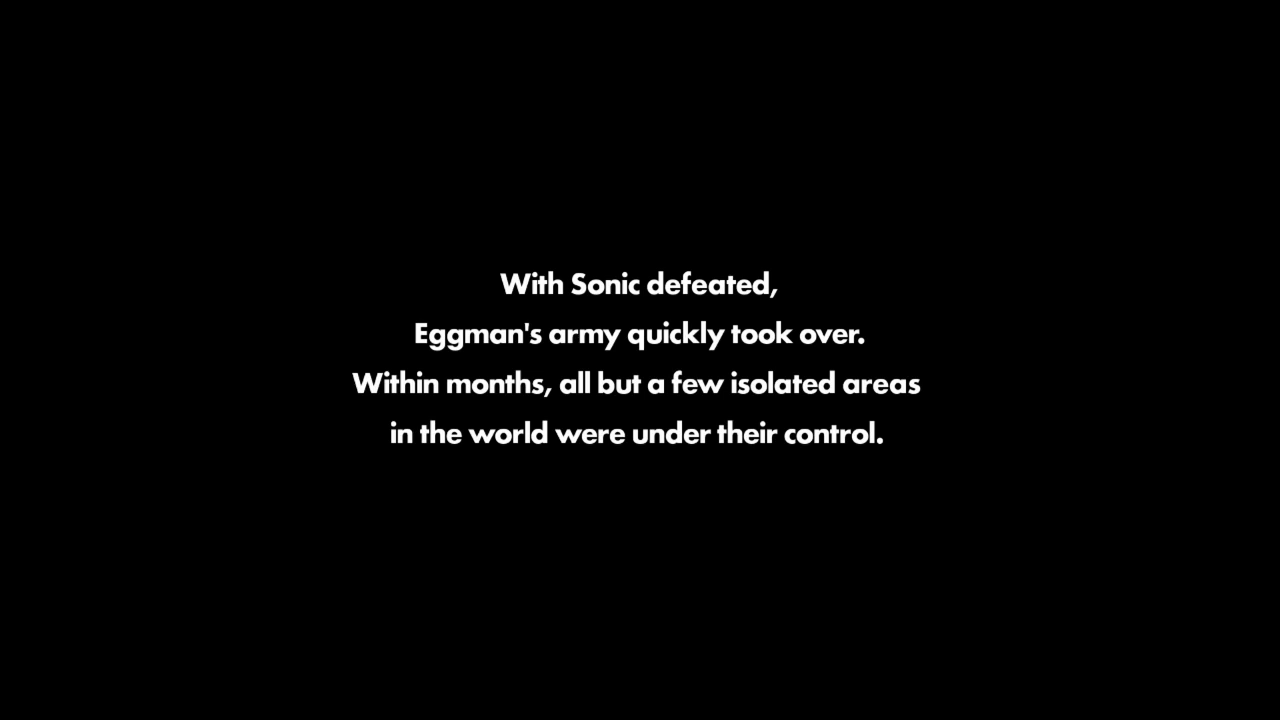 With Sonic defeated,
Eggman's army quickly took over.
Within months, all but a few isolated areas
in the world were under their control.